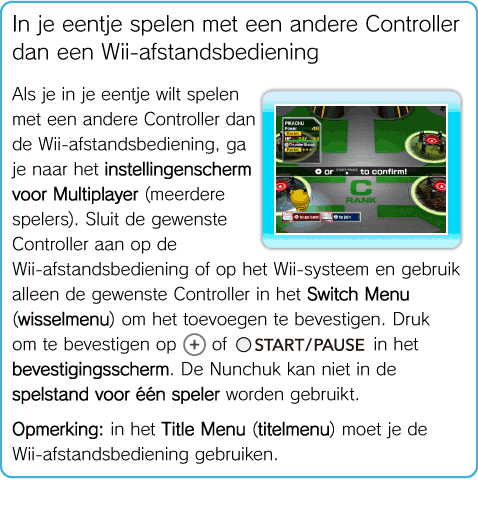 In je eentje spelen met een andere Controller
dan een Wii-afstandsbediening
Als je in je eentje wilt spelen
met een andere Controller dan
de Wii-afstandsbediening, ga
je naar het instellingenscherm
voor Multiplayer (meerdere
spelers). Sluit de gewenste
Controller aan op de
Wii-afstandsbediening of op het Wii-systeem en gebruik
alleen de gewenste Controller in het Switch Menu
(wisselmenu) om het toevoegen te bevestigen. Druk
om te bevestigen op + of START/PAUSE in het
bevestigingsscherm. De Nunchuk kan niet in de
spelstand voor één speler worden gebruikt.
Opmerking: in het Title Menu (titelmenu) moet je de
Wii-afstandsbediening gebruiken.
PIKACHU
Power
HP
or to confirm!
C
RANK
to join